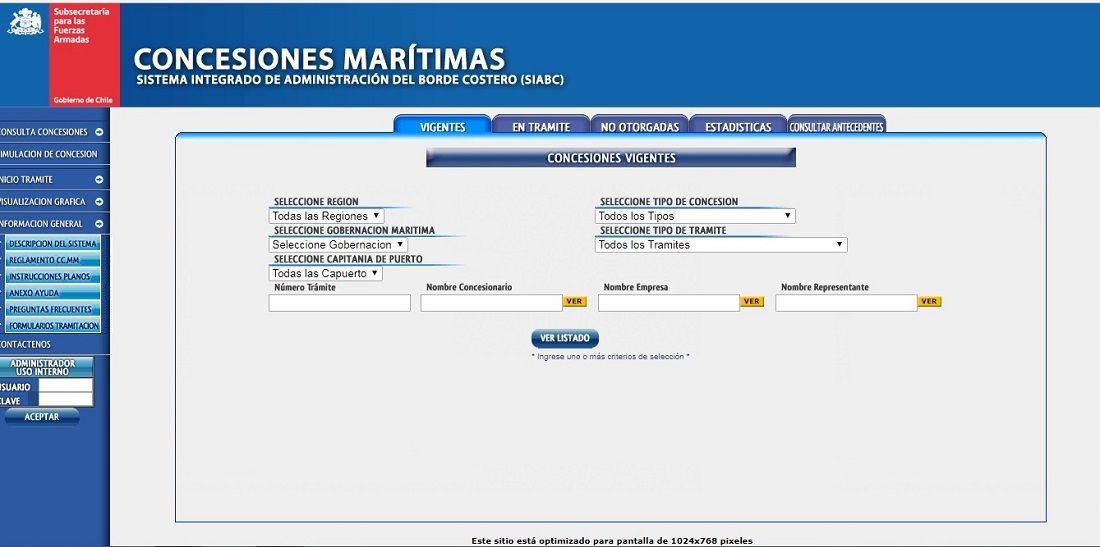 Subsecretaría
para las
Fuerzas
Armadas
Gobierno de Chile
CONCESIONES MARÍTIMAS
SISTEMA INTEGRADO DE ADMINISTRACIÓN DEL BORDE COSTERO (SIABC)
ONSULTA CONCESIONES
IMULACION DE CONCESION
NICIO TRAMITE
VISUALIZACION GRAFICA
NFORMACION GENERAL
DESCRIPCION DEL SISTEMA
REGLAMENTO CC.MM
INSTRUCCIONES PLANOS
ANEXO AYUDA
PREGUNTAS FRECUENTES
FORMULARIOS TRAMITACION
ONTACTENOS
ADMINISTRADOR
USO INTERNO
USUARIO
CLAVE
ACEPTAR
VIGENTES EN TRAMITE NO OTORGADAS ESTADISTICAS CONSULTAR ANTECEDENTES
CONCESIONES VIGENTES
SELECCIONE REGION
Todas las Regiones
SELECCIONE GOBERNACION MARITIMA
Seleccione Gobernacion
SELECCIONE CAPITANIA DE PUERTO
Todas las Capuerto
SELECCIONE TIPO DE CONCESION
Todos los Tipos
SELECCIONE TIPO DE TRAMITE
Todos los Tramites
Número Trámite Nombre Concesionario Nombre Empresa Nombre Representante
VER VER VER
VER LISTADO
* Ingrese uno o más criterios de selección *
Este sitio está optimizado para pantalla de 1024x768 pixeles